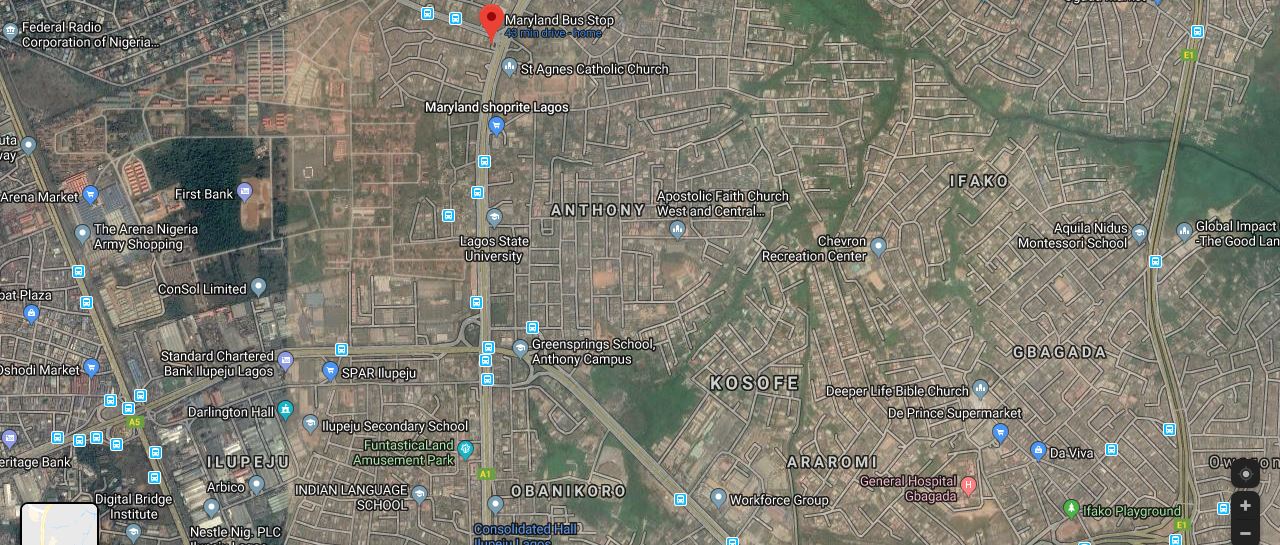 Federal Radio
Corporation of Nigeria...
Maryland Bus Stop
43 min drive - home
St Agnes Catholic Church
E1
Maryland shoprite Lagos
way
First Bank
Arena Market
The Arena Nigeria
Army Shopping
ANTHONY
Apostolic Faith Church
West and Central...
IFAKO
Lagos State
University
Chevron
Recreation Center
Aquila Nidus
Montessori School
Global Impact
-The Good Lan
ConSol Limited
Plaza
Greensprings School,
Anthony Campus
Standard Chartered
Bank Ilupeju Lagos
SPAR Ilupeju
Oshodi Market
GBAGADA
KOSOFE
Deeper Life Bible Church
De Prince Supermarket
Darlington Hall
A5
Ilupeju Secondary School
FuntasticaLand
Amusement Park
Da Viva
eritage Bank
ILUPEJU
A1
ARAROMI
General Hospital
Gbagada
Arbico
INDIAN LANGUAGE
SCHOOL
OBANIKORO
Workforce Group
Digital Bridge
Institute
Ifako Playground
E1
Nestle Nig. PLC
Consolidated Hall
Ilupeju Lagos